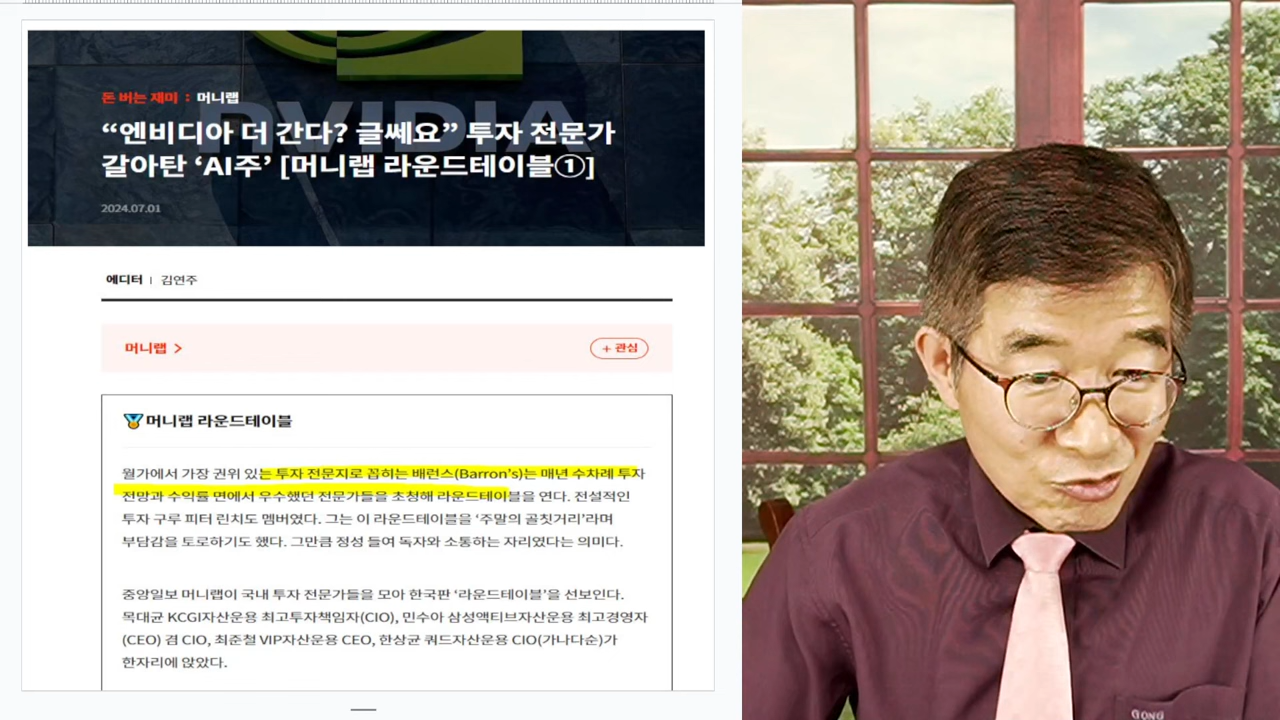 NVIDIA
돈 버는 재미 : 머니랩
“엔비디아 더 간다? 글쎄요” 투자 전문가
갈아탄 ‘AI주’ [머니랩 라운드테이블①]
2024.07.01
에디터 | 김연주
머니랩 >
+ 관심
머니랩 라운드테이블
월가에서 가장 권위 있는 투자 전문지로 꼽히는 배런스(Barron’s)는 매년 수차례 투자
전망과 수익률 면에서 우수했던 전문가들을 초청해 라운드테이블을 연다. 전설적인
투자 구루 피터 린치도 멤버였다. 그는 이 라운드테이블을 ‘주말의 골칫거리’라며
부담감을 토로하기도 했다. 그만큼 정성 들여 독자와 소통하는 자리였다는 의미다.
중앙일보 머니랩이 국내 투자 전문가들을 모아 한국판 ‘라운드테이블’을 선보인다.
목대균 KCGI자산운용 최고투자책임자(CIO), 민수아 삼성액티브자산운용 최고경영자
(CEO) 겸 CIO, 최준철 VIP자산운용 CEO, 한상균 쿼드자산운용 CIO(가나다순)가
한자리에 앉았다.
GONG